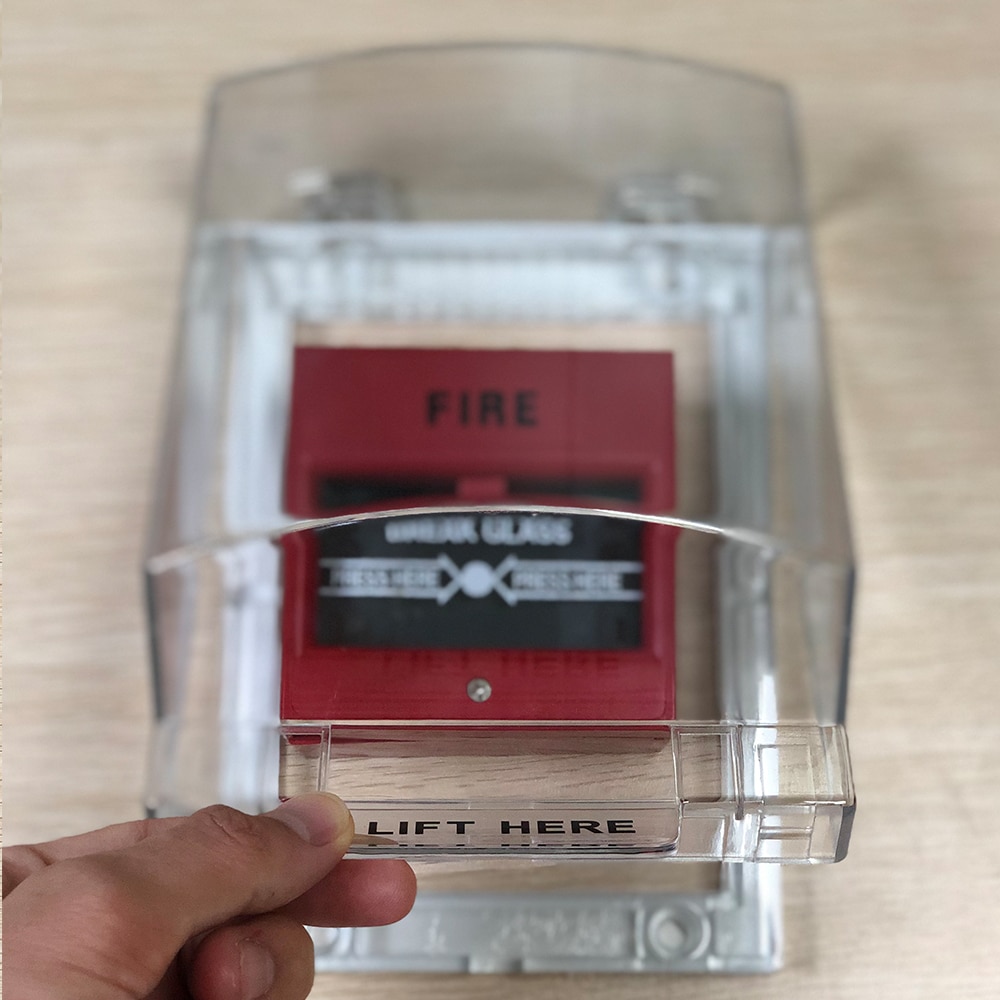 FIRE
BREAK GLASS
PRESS HERE PRESS HERE
LIFT HERE